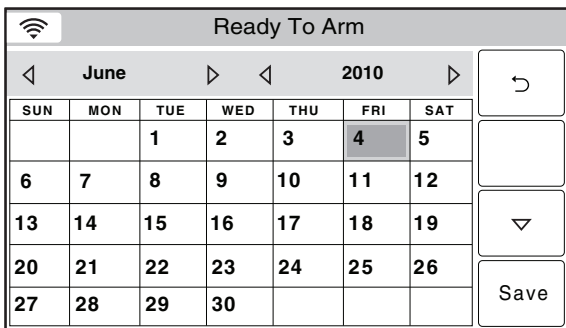 Ready To Arm
June 2010
SUN MON TUE WED THU FRI SAT
1 2 3 4 5
6 7 8 9 10 11 12
13 14 15 16 17 18 19
20 21 22 23 24 25 26
27 28 29 30
Save